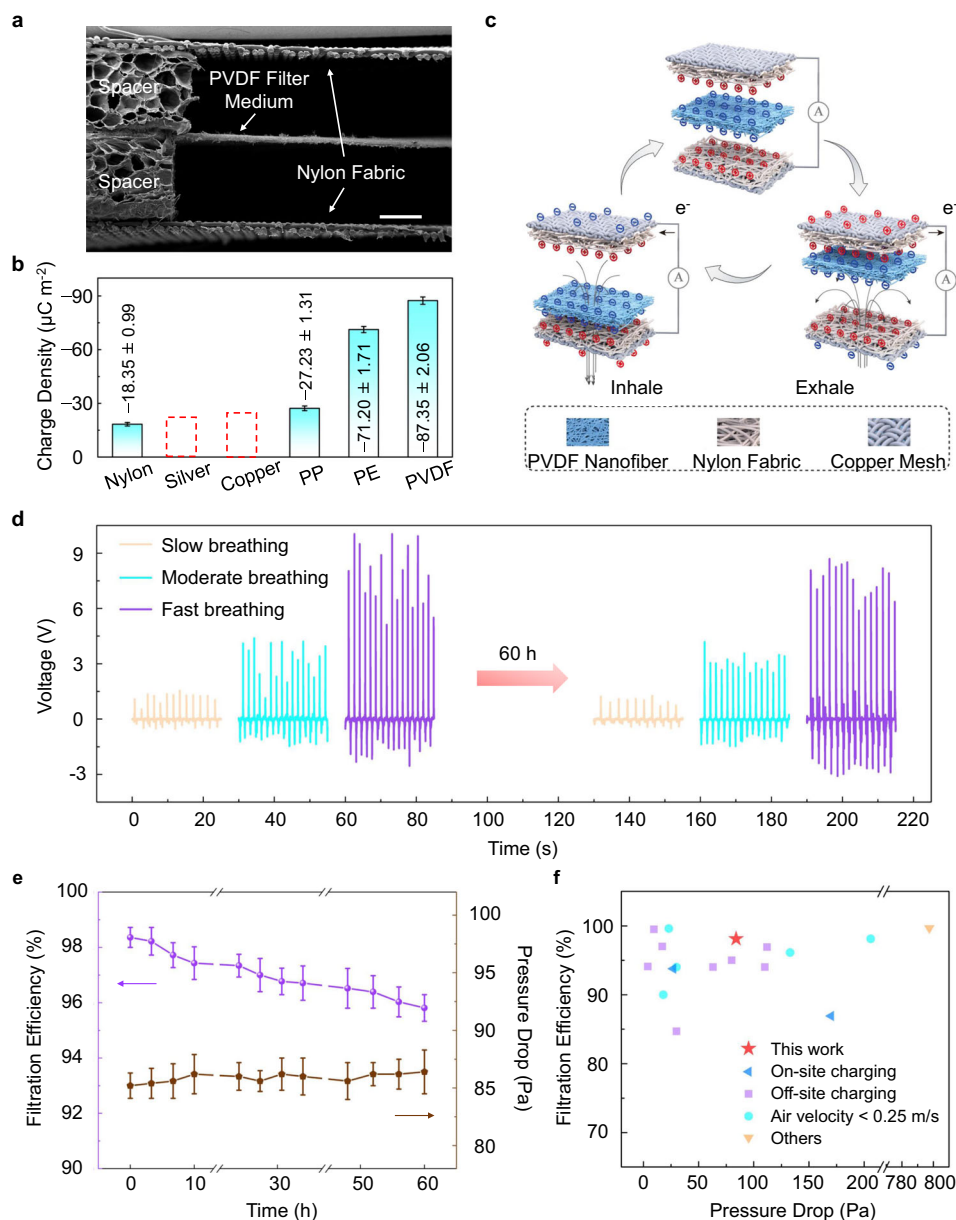 a
Spacer
PVDF Filter
Medium
Spacer
Nylon Fabric
b
Charge Density (μC m⁻²)
−90
−60
−30
0
−18.35 ± 0.99
−27.23 ± 1.31
−71.20 ± 1.71
−87.35 ± 2.06
Nylon
Silver
Copper
PP
PE
PVDF
c
A
e⁻
A
e⁻
A
Inhale
Exhale
PVDF Nanofiber
Nylon Fabric
Copper Mesh
d
Slow breathing
Moderate breathing
Fast breathing
60 h
Voltage (V)
9
6
3
0
-3
0 20 40 60 80 100 120 140 160 180 200 220
Time (s)
e
Filtration Efficiency (%)
100
98
96
94
92
90
Pressure Drop (Pa)
100
95
90
85
80
0 10 30 50 60
Time (h)
f
Filtration Efficiency (%)
100
90
80
70
This work
On-site charging
Off-site charging
Air velocity < 0.25 m/s
Others
0 50 100 150 200 780 800
Pressure Drop (Pa)